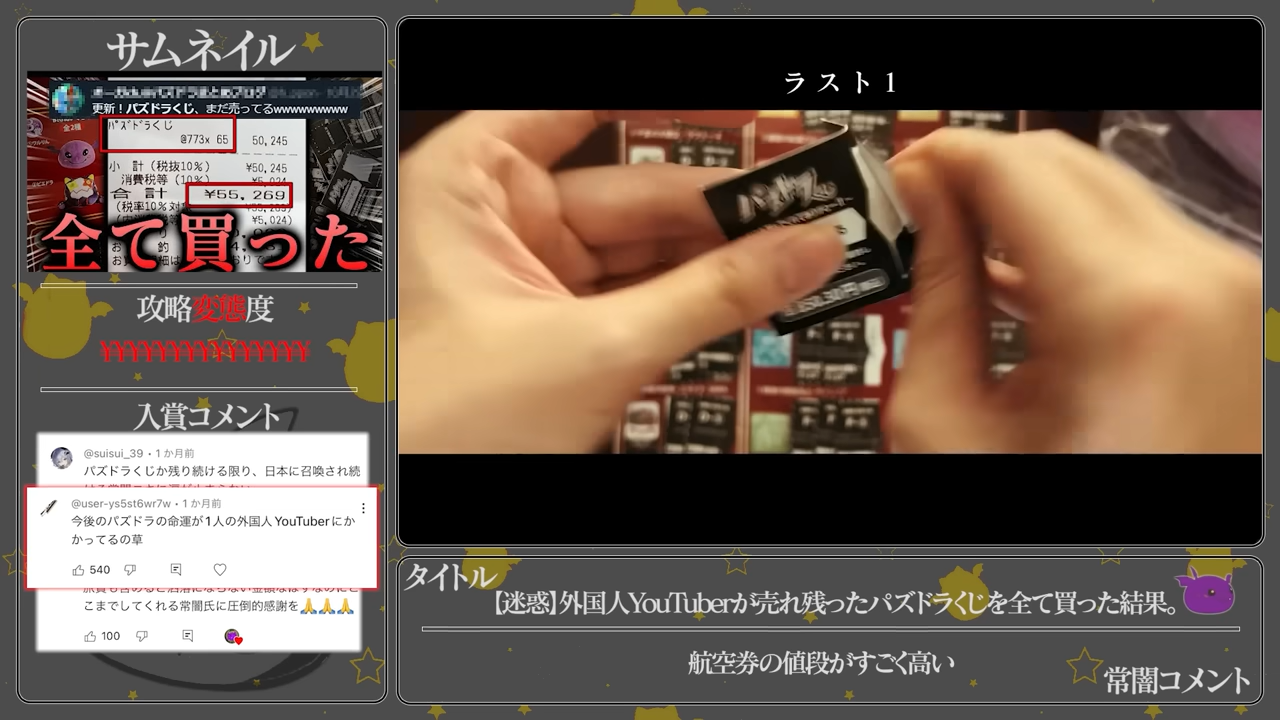 サムネイル
更新！パズドラくじ、まだ売ってるwwwwwwwww
全2種
パズドラくじ
@773x 65
50,245
小 計（税抜10%）
¥50,245
消費税等（10%）
合 計
¥55,269
¥5,024)
全て買った
攻略変態度
YYYYYYYYYYYYYYYY
入賞コメント
@suisui_39・1か月前
パズドラくじが残り続ける限り、日本に召喚され続
@user-ys5st6wr7w・1か月前
今後のパズドラの命運が1人の外国人YouTuberにか
かってるの草
540
こまでしてくれる常闇氏に圧倒的感謝を🙏🙏🙏
100
ラスト1
パズドラ
タイトル
【迷惑】外国人YouTuberが売れ残ったパズドラくじを全て買った結果。
航空券の値段がすごく高い
常闇コメント